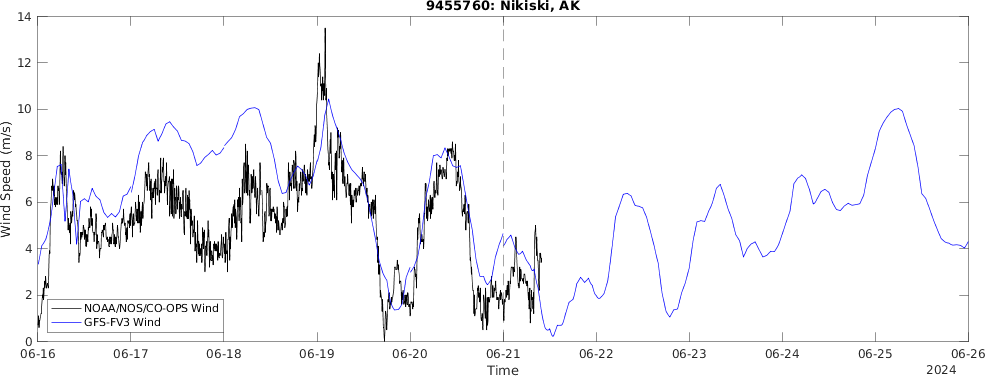 9455760: Nikiski, AK
Wind Speed (m/s)
14
12
10
8
6
4
2
0
NOAA/NOS/CO-OPS Wind
GFS-FV3 Wind
06-16 06-17 06-18 06-19 06-20 06-21 06-22 06-23 06-24 06-25 06-26
Time
2024